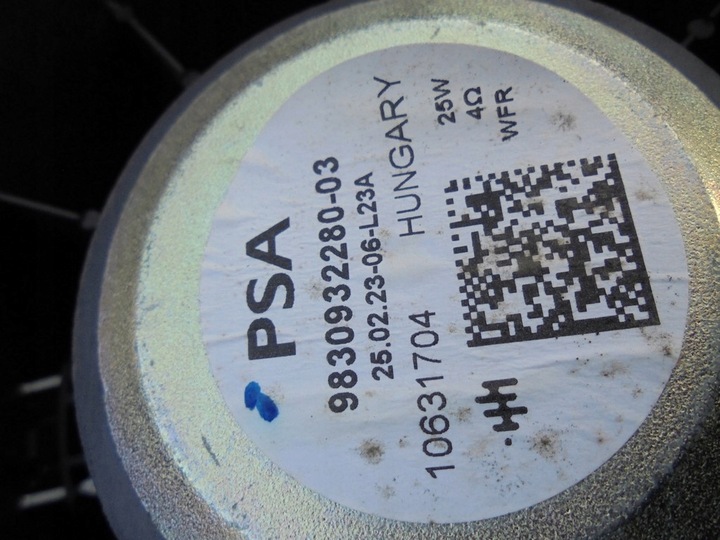 PSA
9830932280-03
25.02.23-06-L23A
HUNGARY
10631704
25W
4Ω
WFR